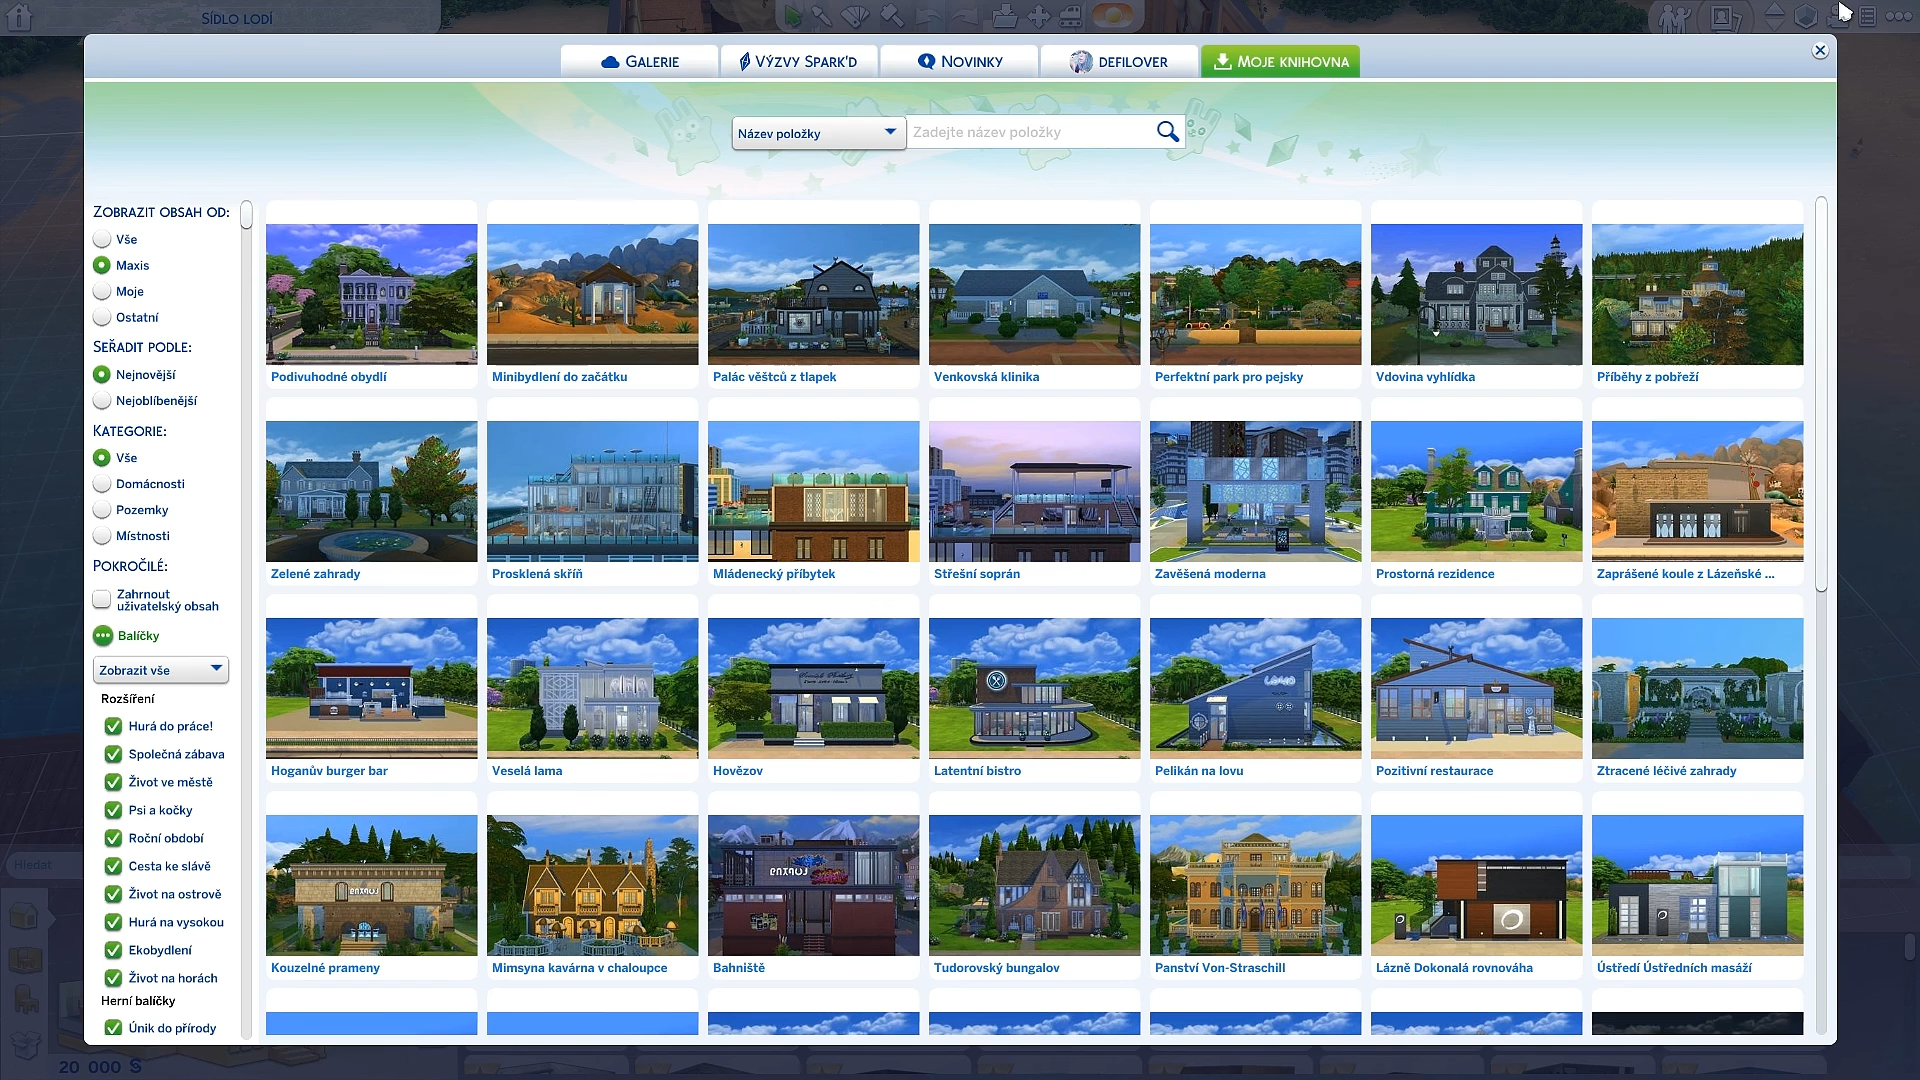 SÍDLO LODÍ
GALERIE
VÝZVY SPARK'D
NOVINKY
DEFILOVER
MOJE KNIHOVNA
Název položky
Zadejte název položky
ZOBRAZIT OBSAH OD:
Vše
Maxis
Moje
Ostatní
SEŘADIT PODLE:
Nejnovější
Nejoblíbenější
KATEGORIE:
Vše
Domácnosti
Pozemky
Místnosti
POKROČILÉ:
Zahrnout
uživatelský obsah
Balíčky
Zobrazit vše
Rozšíření
Hurá do práce!
Společná zábava
Život ve městě
Psi a kočky
Roční období
Cesta ke slávě
Život na ostrově
Hurá na vysokou
Ekobydlení
Život na horách
Herní balíčky
Únik do přírody
Podivuhodné obydlí
Minibydlení do začátku
Palác věštců z tlapek
Venkovská klinika
Perfektní park pro pejsky
Vdovina vyhlídka
Příběhy z pobřeží
Zelené zahrady
Prosklená skříň
Mládenecký příbytek
Střešní soprán
Zavěšená moderna
Prostorná rezidence
Zaprášené koule z Lázeňské ...
Hoganův burger bar
Veselá lama
Hovězov
Latentní bistro
Pelikán na lovu
Pozitivní restaurace
Ztracené léčivé zahrady
Kouzelné prameny
Mimsyna kavárna v chaloupce
Bahniště
Tudorovský bungalov
Panství Von-Straschill
Lázně Dokonalá rovnováha
Ústředí Ústředních masáží
Hledat
20 000 §